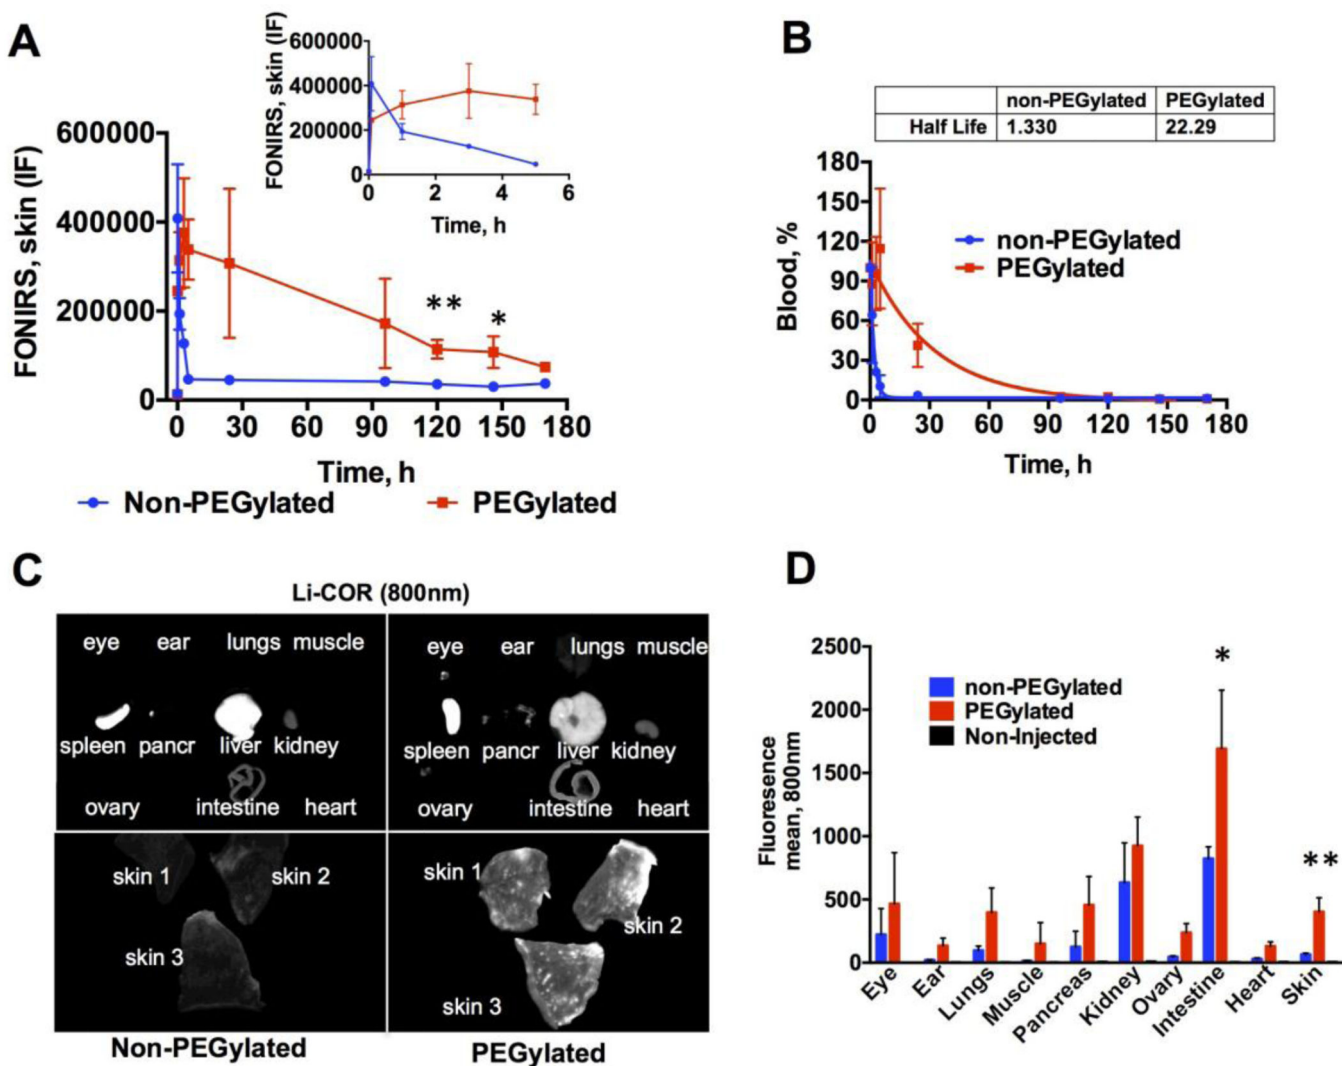 A
FONIRS, skin (IF)
600000
400000
200000
0
0 30 60 90 120 150 180
Time, h
**
*
FONIRS, skin (IF)
600000
400000
200000
0
0 2 4 6
Time, h
Non-PEGylated PEGylated
B
non-PEGylated PEGylated
Half Life 1.330 22.29
Blood, %
180
150
120
90
60
30
0
0 30 60 90 120 150 180
Time, h
non-PEGylated
PEGylated
C
Li-COR (800nm)
eye ear lungs muscle
spleen pancr liver kidney
ovary intestine heart
skin 1
skin 2
skin 3
Non-PEGylated
eye ear lungs muscle
spleen pancr liver kidney
ovary intestine heart
skin 1
skin 2
skin 3
PEGylated
D
Fluoresence
mean, 800nm
2500
2000
1500
1000
500
0
non-PEGylated
PEGylated
Non-Injected
*
**
Eye
Ear
Lungs
Muscle
Pancreas
Kidney
Ovary
Intestine
Heart
Skin